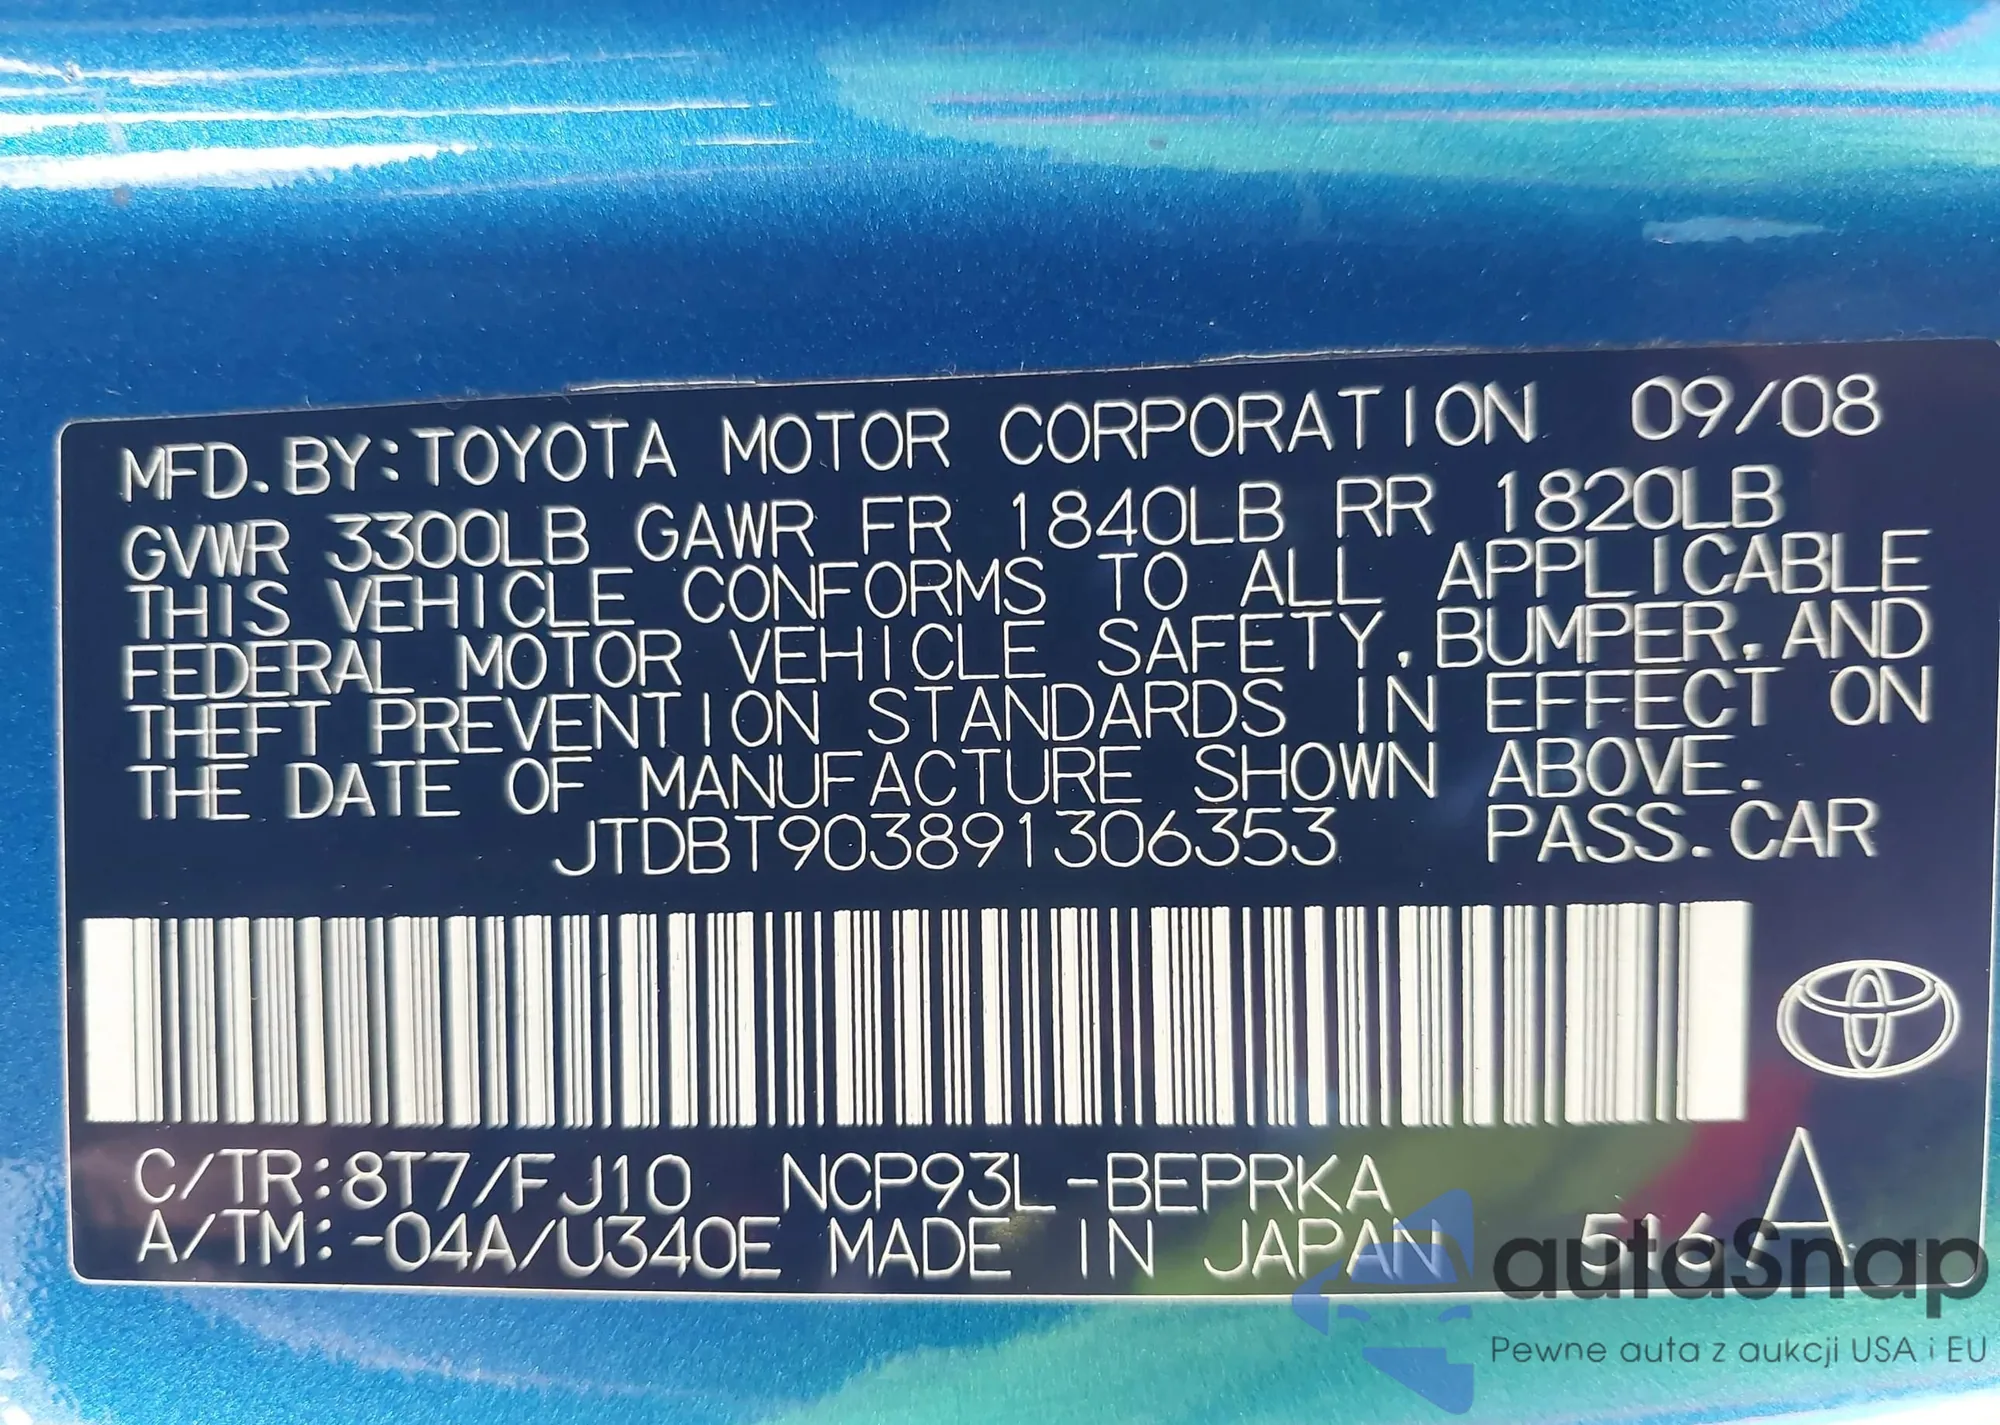 MFD. BY: TOYOTA MOTOR CORPORATION 09/08
GVWR 3300LB GAWR FR 1840LB RR 1820LB
THIS VEHICLE CONFORMS TO ALL APPLICABLE
FEDERAL MOTOR VEHICLE SAFETY, BUMPER, AND
THEFT PREVENTION STANDARDS IN EFFECT ON
THE DATE OF MANUFACTURE SHOWN ABOVE.
JTDBT903891306353 PASS. CAR
C/TR: 8T7/FJ10 NCP93L-BEPRKA A
A/TM: -04A/U340E MADE IN JAPAN 516
autoSnap
Pewne auta z aukcji USA i EU